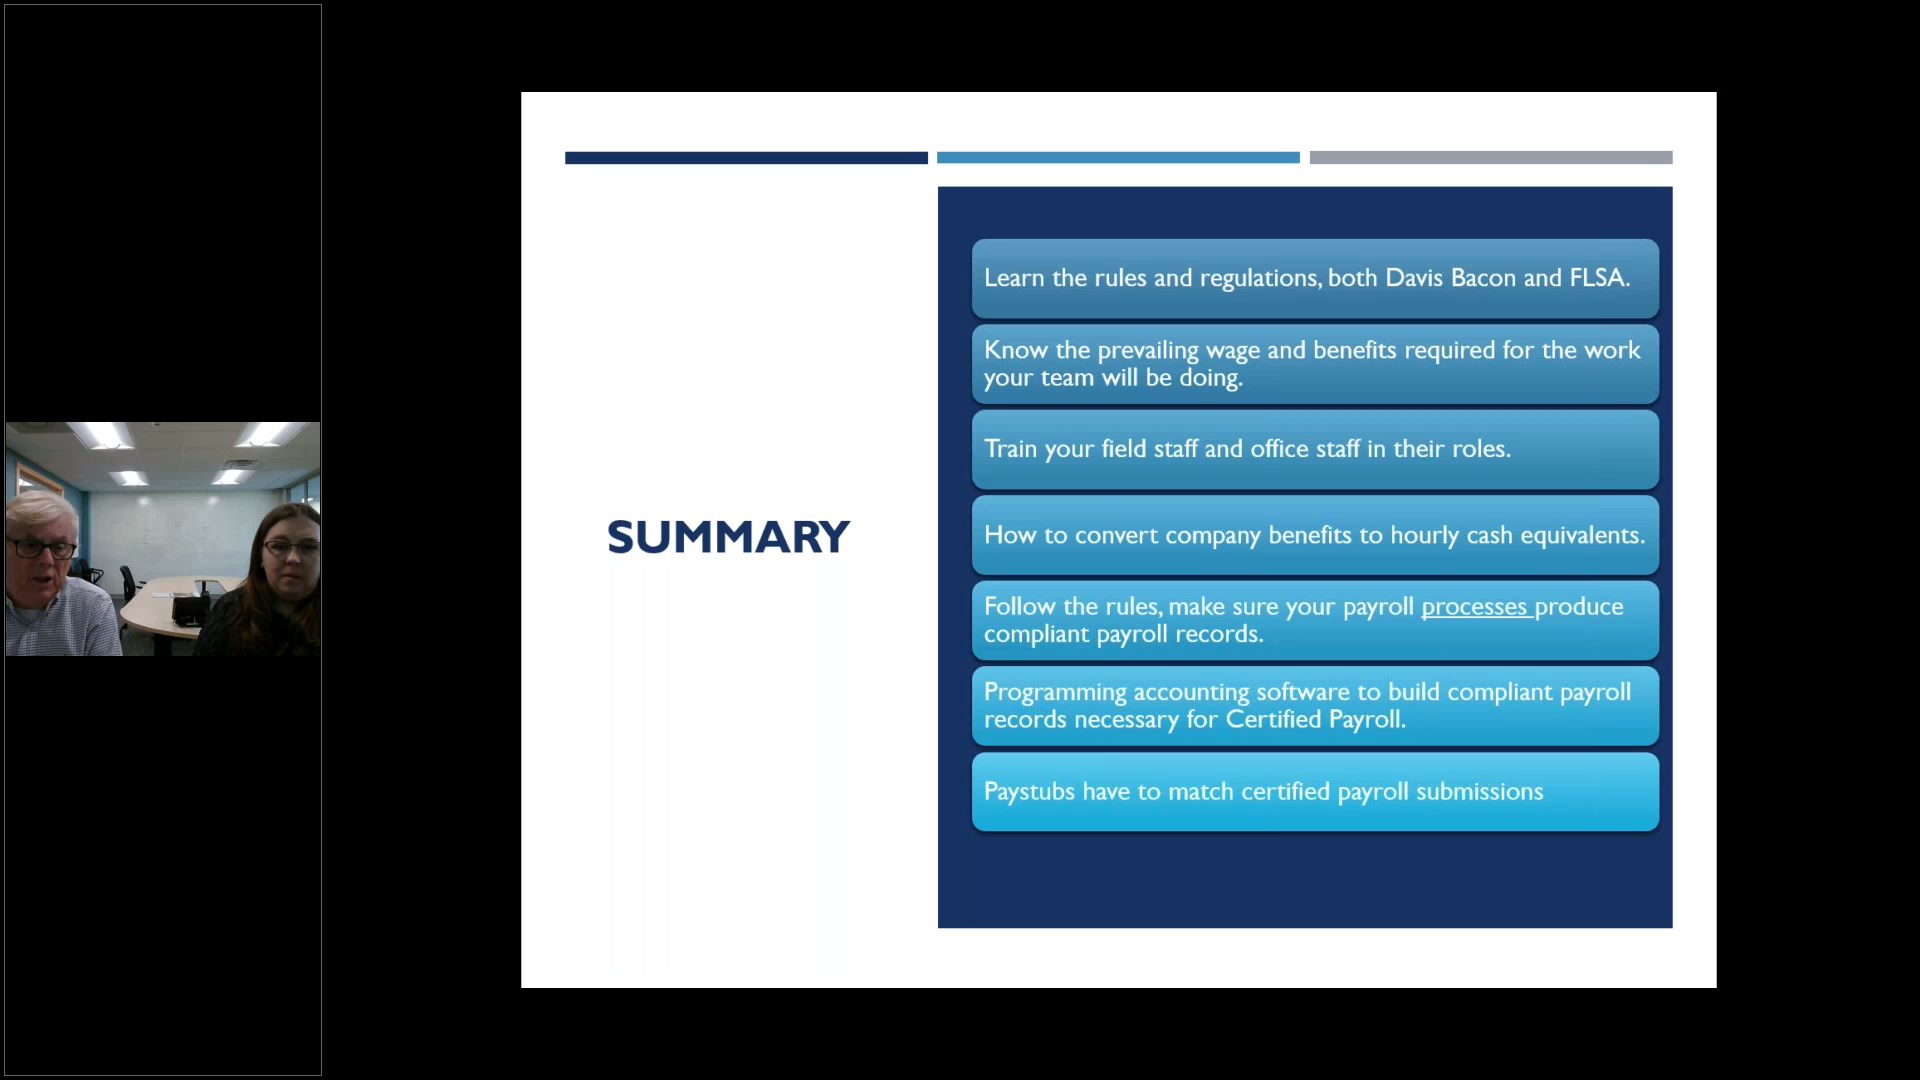 SUMMARY
Learn the rules and regulations, both Davis Bacon and FLSA.
Know the prevailing wage and benefits required for the work
your team will be doing.
Train your field staff and office staff in their roles.
How to convert company benefits to hourly cash equivalents.
Follow the rules, make sure your payroll processes produce
compliant payroll records.
Programming accounting software to build compliant payroll
records necessary for Certified Payroll.
Paystubs have to match certified payroll submissions